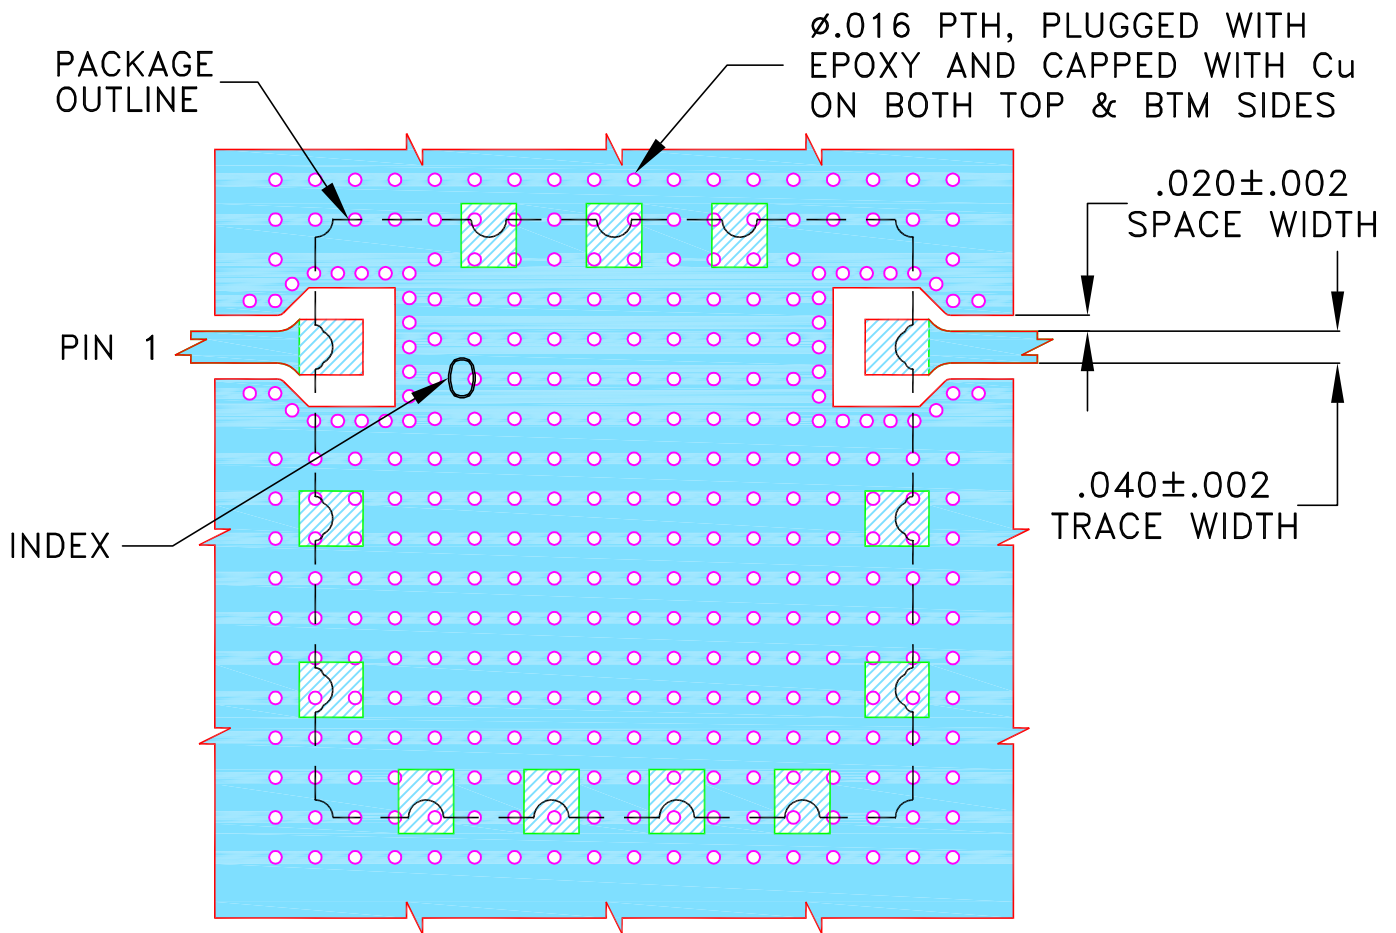 PACKAGE
OUTLINE
ø.016 PTH, PLUGGED WITH
EPOXY AND CAPPED WITH Cu
ON BOTH TOP & BTM SIDES
.020±.002
SPACE WIDTH
PIN 1
.040±.002
TRACE WIDTH
INDEX